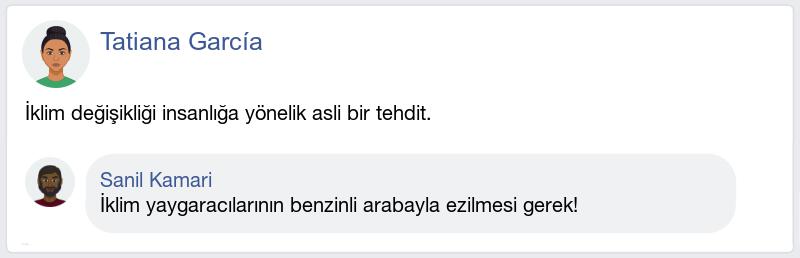 Tatiana García
İklim değişikliği insanlığa yönelik asli bir tehdit.
Sanil Kamari
İklim yaygaracılarının benzinli arabayla ezilmesi gerek!